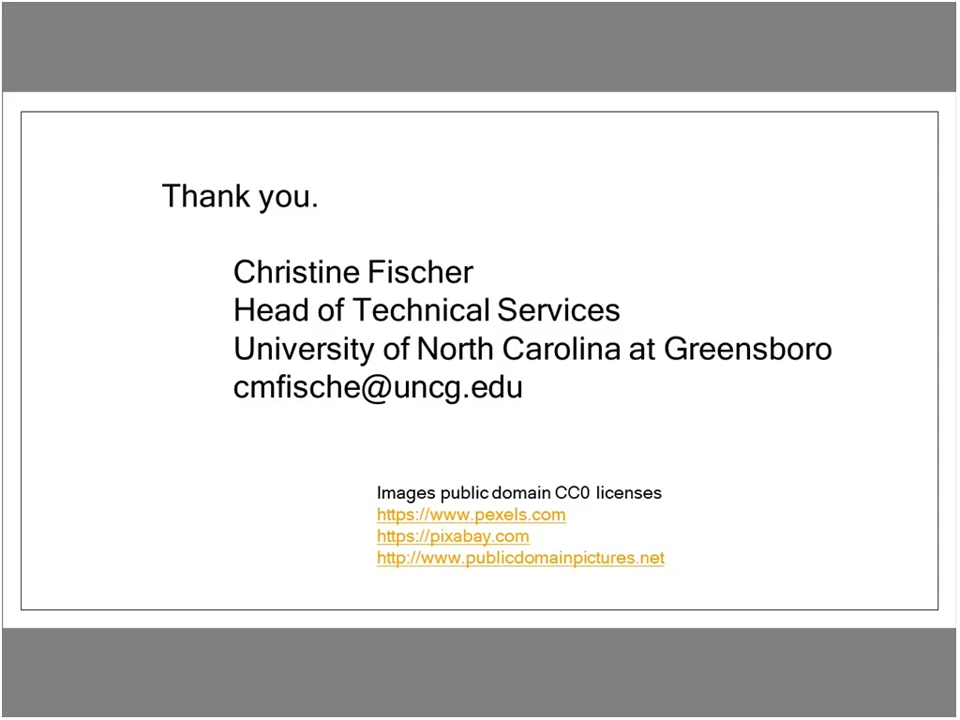 Thank you.
Christine Fischer
Head of Technical Services
University of North Carolina at Greensboro
cmfische@uncg.edu
Images public domain CC0 licenses
https://www.pexels.com
https://pixabay.com
http://www.publicdomainpictures.net